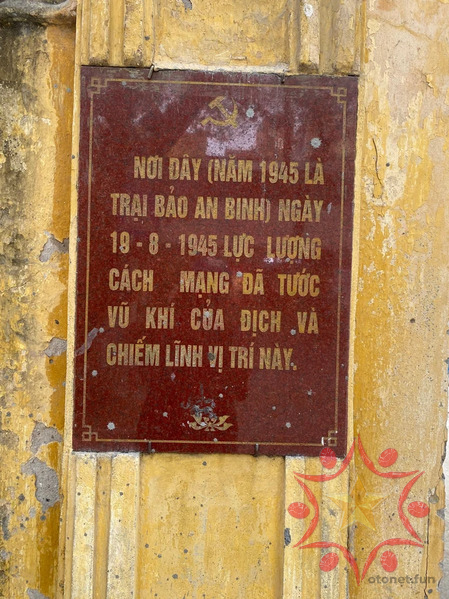 NƠI ĐÂY (NĂM 1945 LÀ
TRẠI BẢO AN BINH) NGÀY
19 - 8 - 1945 LỰC LƯỢNG
CÁCH MẠNG ĐÃ TƯỚC
VŨ KHÍ CỦA ĐỊCH VÀ
CHIẾM LĨNH VỊ TRÍ NÀY.
otonet.fun